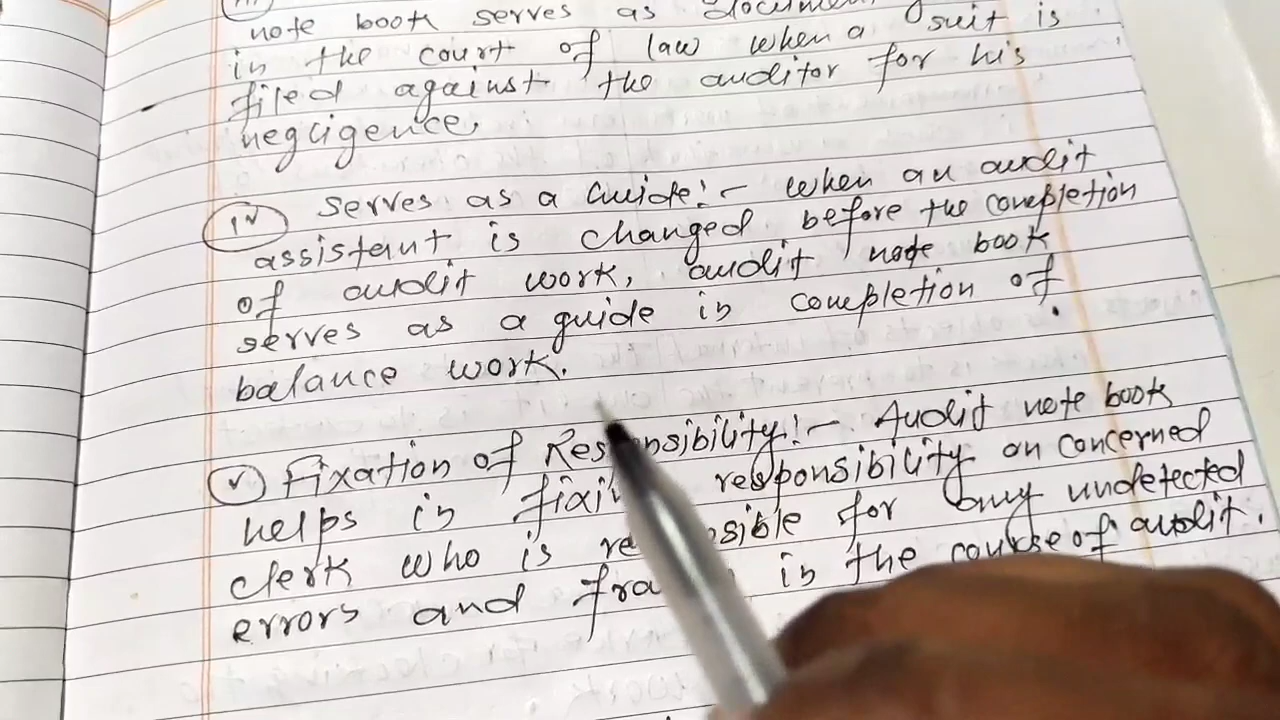 note book serves as
in the court of law when a suit is
filed against the auditor for his
negligence,
iv serves as a Guide:- when an audit
assistant is changed before the completion
of audit work, audit note book
serves as a guide in completion of
balance work.
v Fixation of Responsibility:- Audit note book
helps in responsibility on concerned
clerk who is for any undetected
errors and in the course of audit.